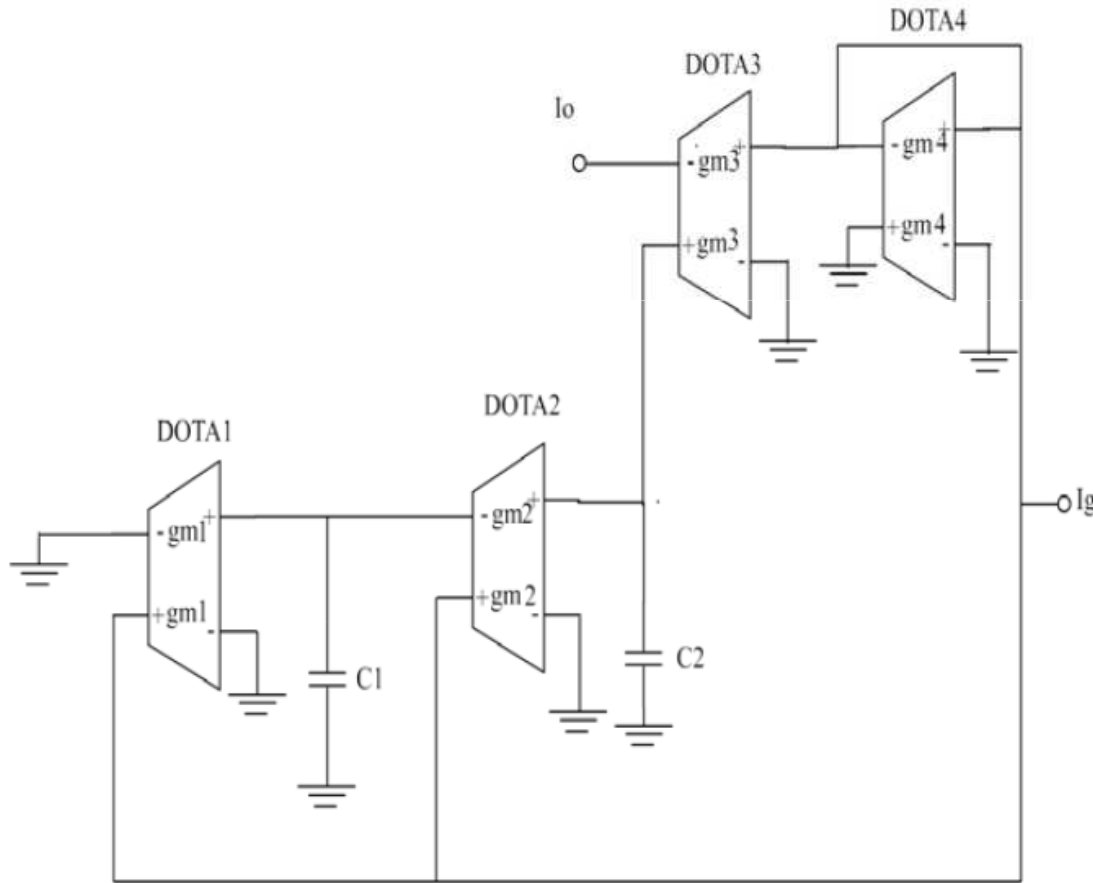 DOTA4
DOTA3
Io
+
- gm4
+
- gm3
+gm4
-
+gm3
-
DOTA2
DOTA1
+
- gm2
Ig
+
- gm1
+gm2
-
+gm1
-
C2
C1